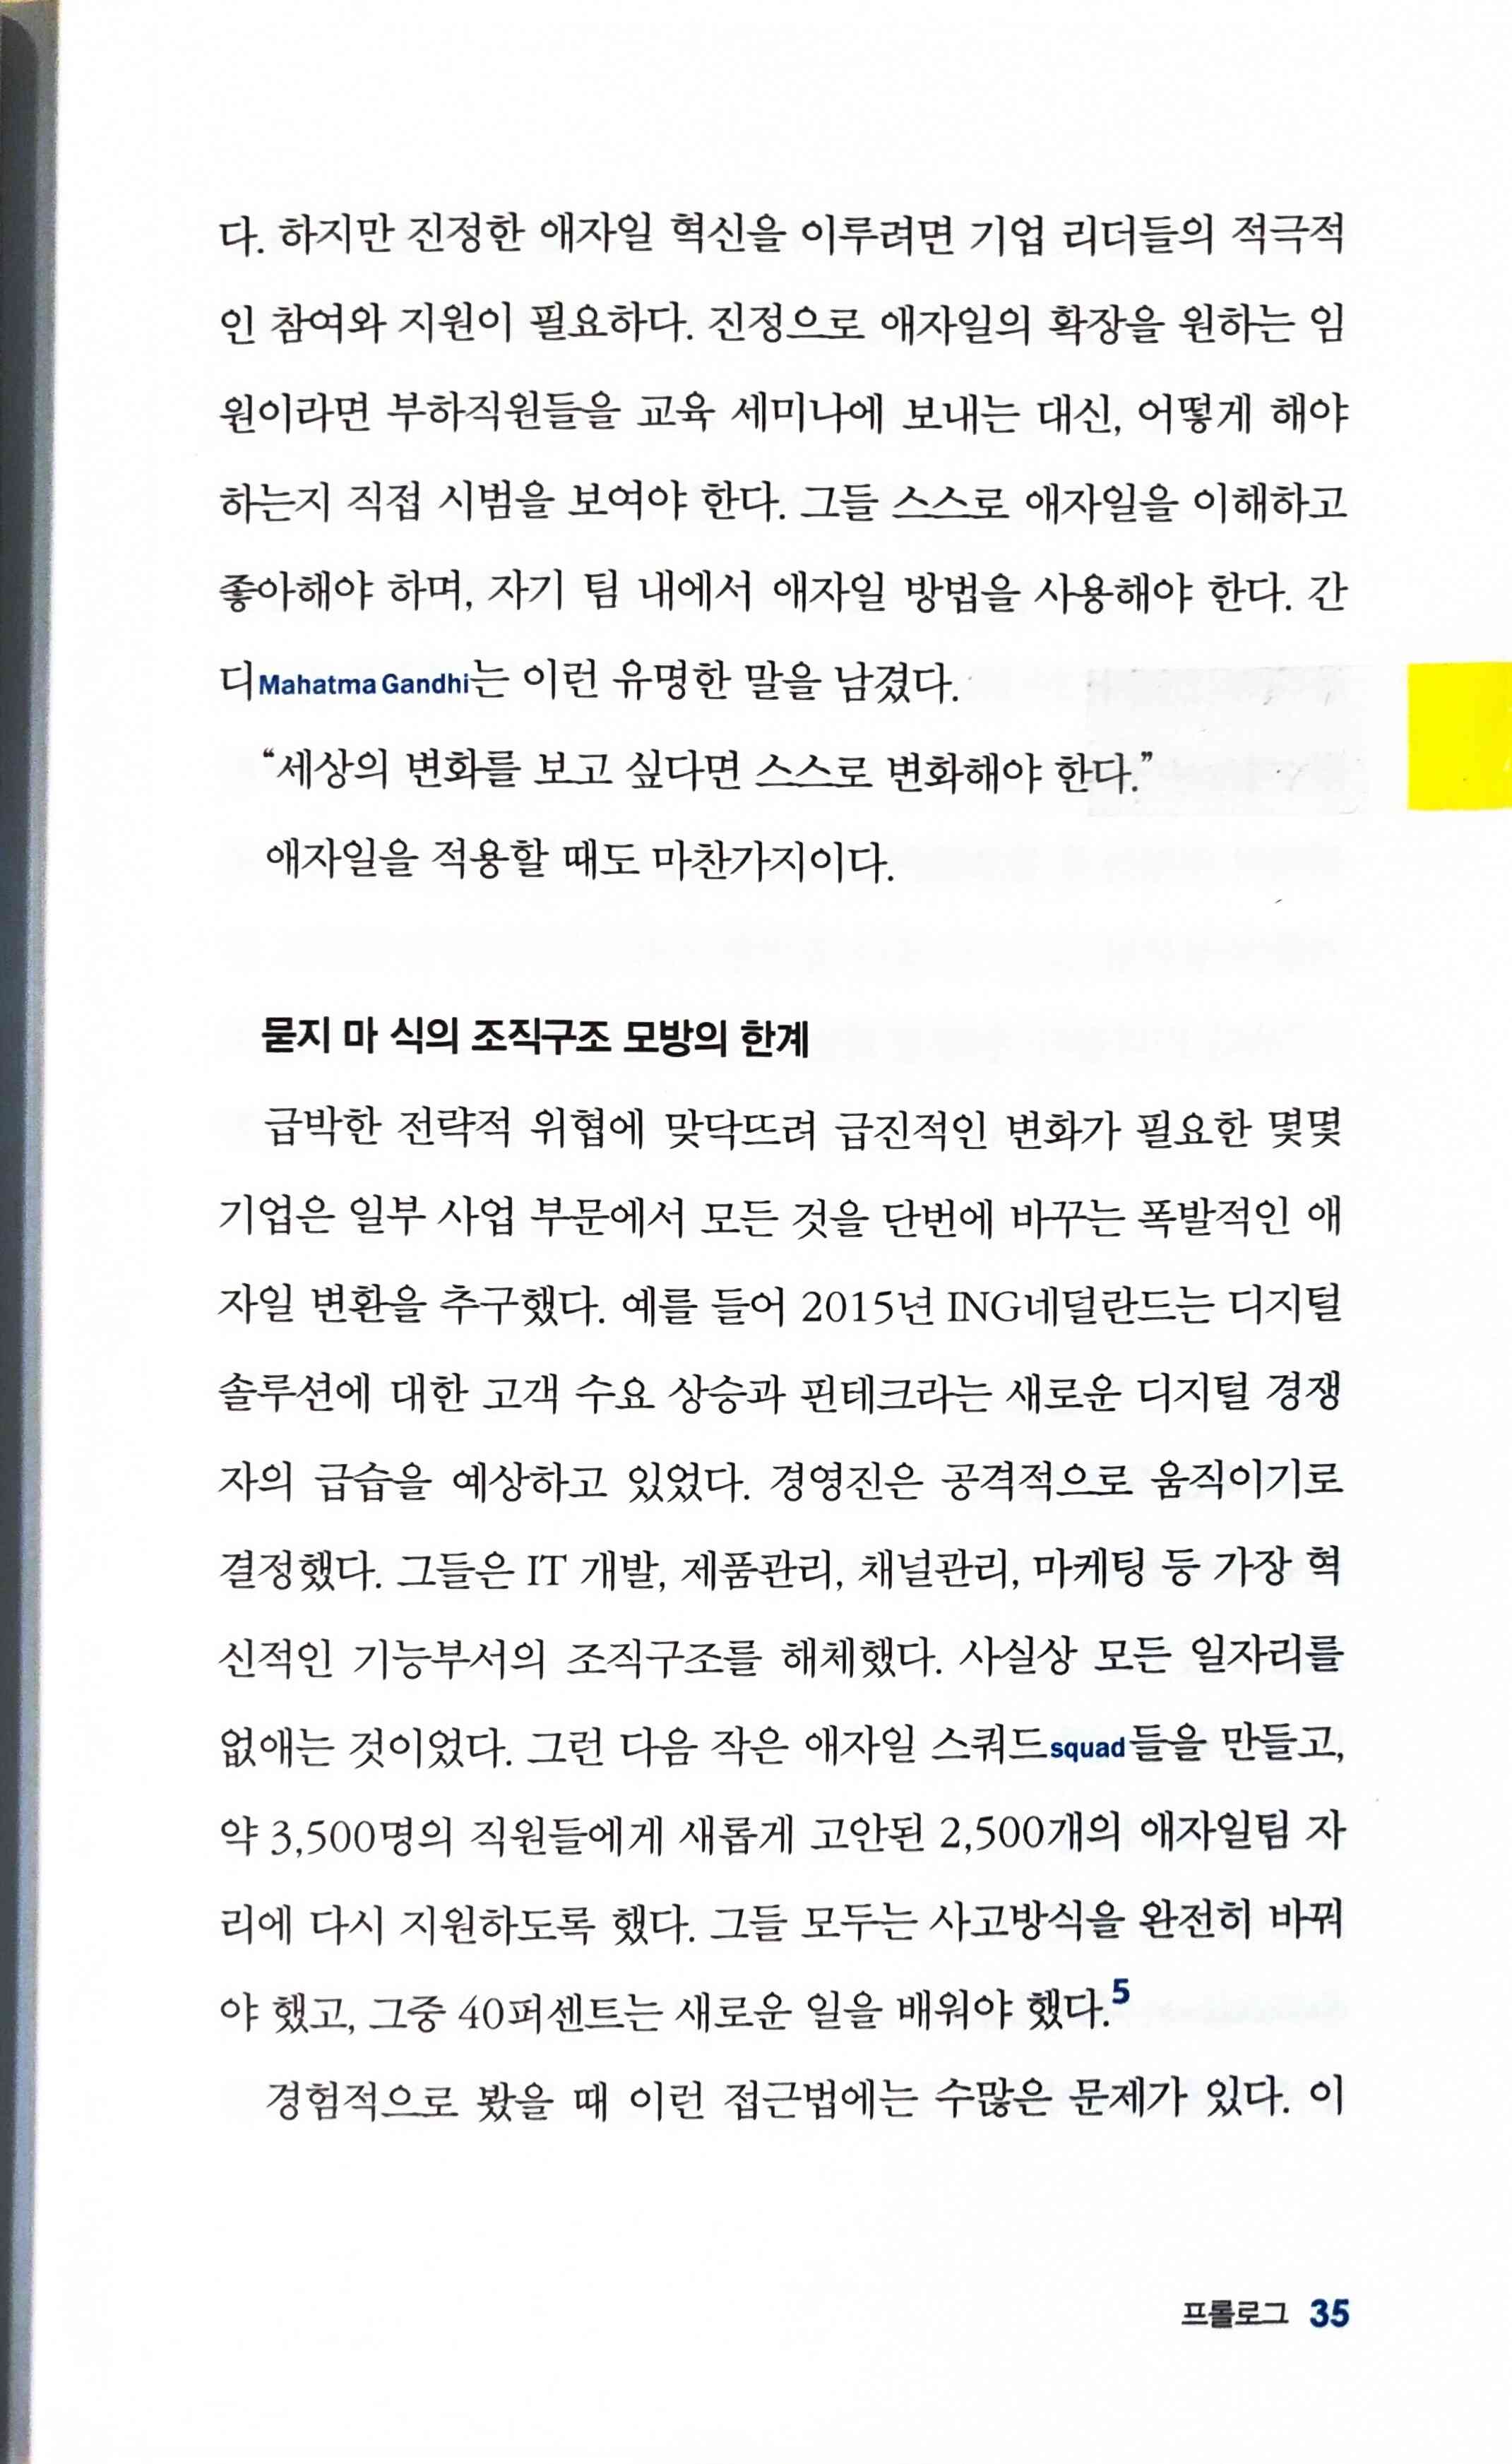 다. 하지만 진정한 애자일 혁신을 이루려면 기업 리더들의 적극적
인 참여와 지원이 필요하다. 진정으로 애자일의 확장을 원하는 임
원이라면 부하직원들을 교육 세미나에 보내는 대신, 어떻게 해야
하는지 직접 시범을 보여야 한다. 그들 스스로 애자일을 이해하고
좋아해야 하며, 자기 팀 내에서 애자일 방법을 사용해야 한다. 간
디Mahatma Gandhi는 이런 유명한 말을 남겼다.
“세상의 변화를 보고 싶다면 스스로 변화해야 한다.”
애자일을 적용할 때도 마찬가지이다.
묻지 마 식의 조직구조 모방의 한계
급박한 전략적 위협에 맞닥뜨려 급진적인 변화가 필요한 몇몇
기업은 일부 사업 부문에서 모든 것을 단번에 바꾸는 폭발적인 애
자일 변환을 추구했다. 예를 들어 2015년 ING네덜란드는 디지털
솔루션에 대한 고객 수요 상승과 핀테크라는 새로운 디지털 경쟁
자의 급습을 예상하고 있었다. 경영진은 공격적으로 움직이기로
결정했다. 그들은 IT 개발, 제품관리, 채널관리, 마케팅 등 가장 혁
신적인 기능부서의 조직구조를 해체했다. 사실상 모든 일자리를
없애는 것이었다. 그런 다음 작은 애자일 스쿼드squad들을 만들고,
약 3,500명의 직원들에게 새롭게 고안된 2,500개의 애자일팀 자
리에 다시 지원하도록 했다. 그들 모두는 사고방식을 완전히 바꿔
야 했고, 그중 40퍼센트는 새로운 일을 배워야 했다.5
경험적으로 봤을 때 이런 접근법에는 수많은 문제가 있다. 이
프롤로그 35